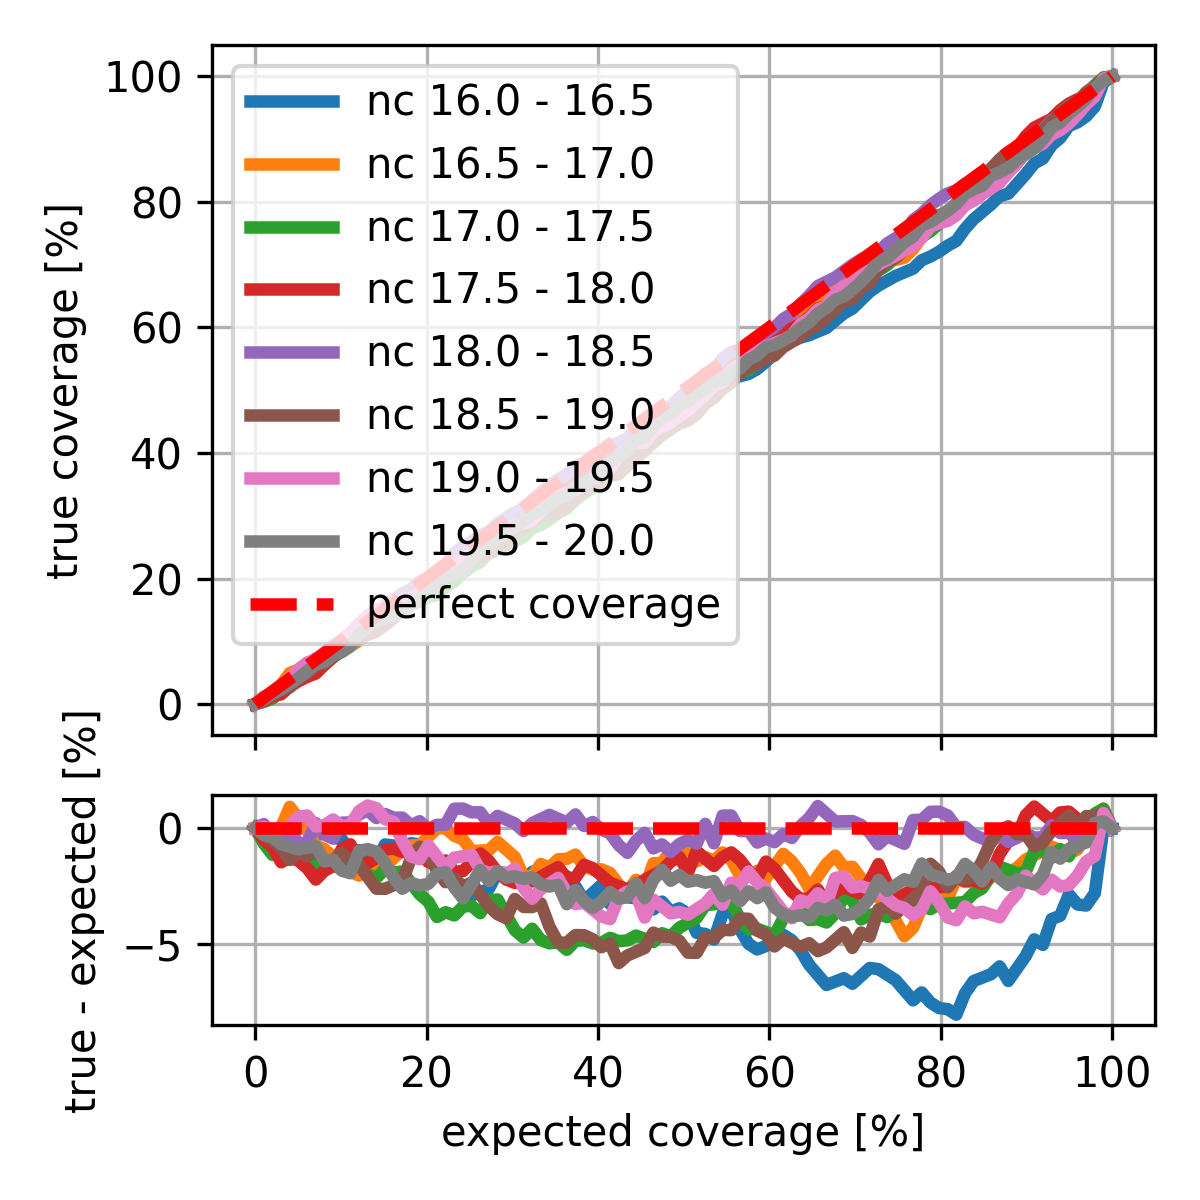 100
80
60
40
20
0
true coverage [%]
nc 16.0 - 16.5
nc 16.5 - 17.0
nc 17.0 - 17.5
nc 17.5 - 18.0
nc 18.0 - 18.5
nc 18.5 - 19.0
nc 19.0 - 19.5
nc 19.5 - 20.0
perfect coverage
0
−5
true - expected [%]
0 20 40 60 80 100
expected coverage [%]